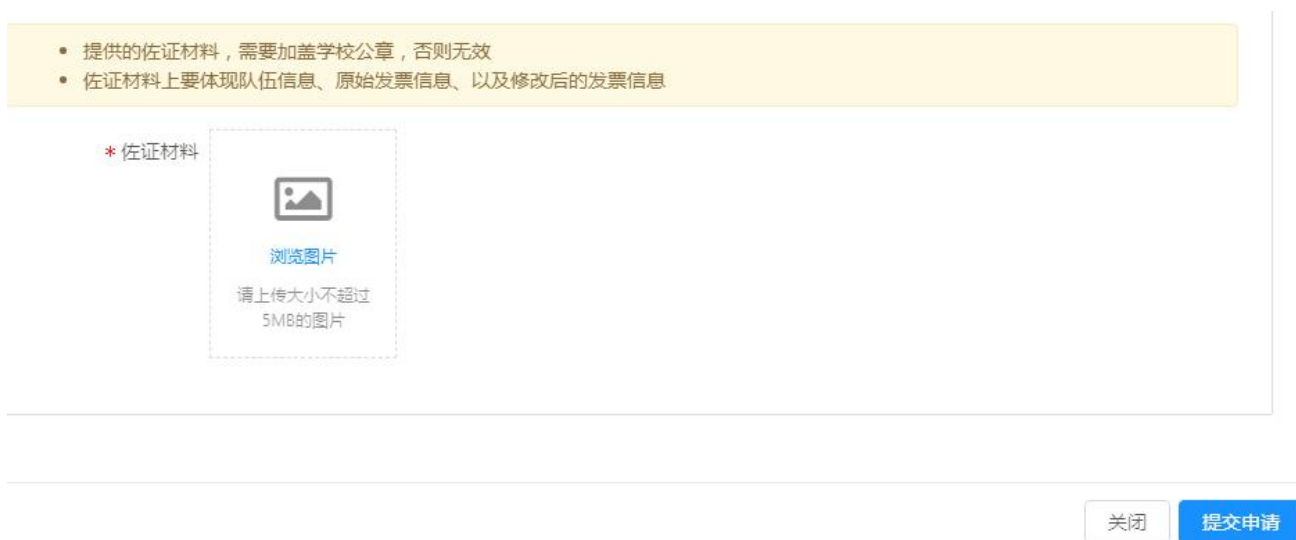 提供的佐证材料，需要加盖学校公章，否则无效
佐证材料上要体现队伍信息、原始发票信息、以及修改后的发票信息
* 佐证材料
浏览图片
请上传大小不超过
5MB的图片
关闭
提交申请